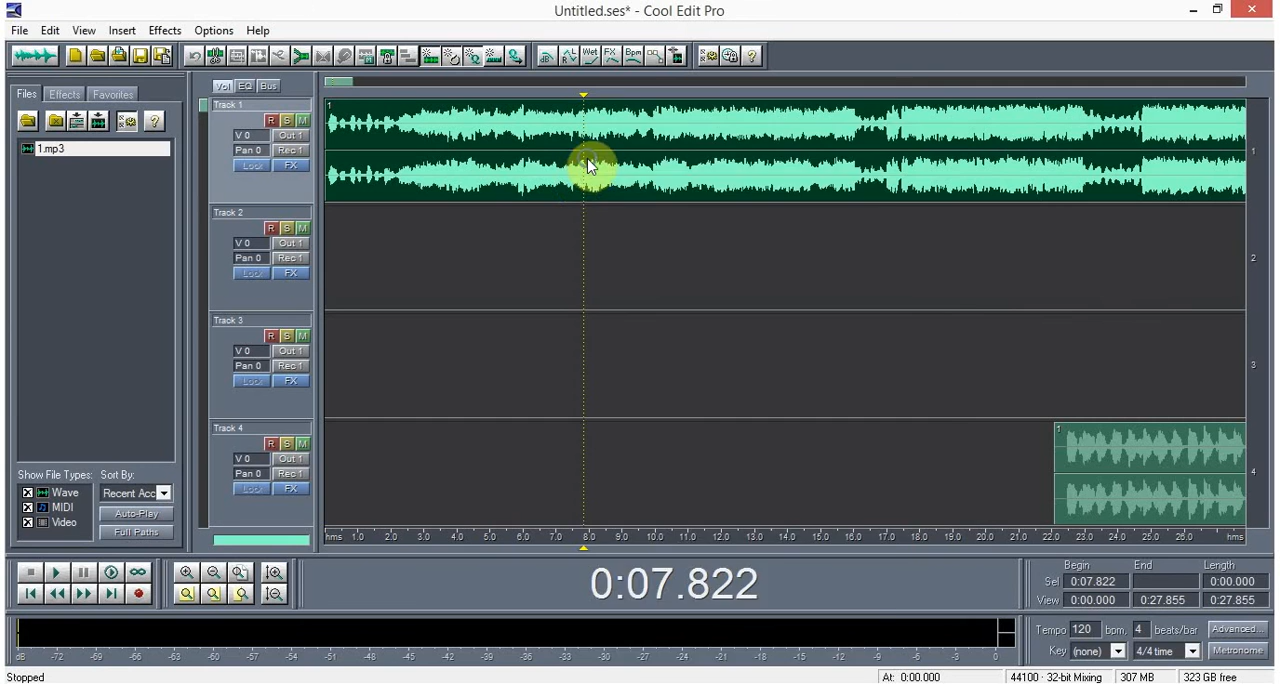 Untitled.ses* - Cool Edit Pro
File Edit View Insert Effects Options Help
Files Effects Favorites
Vol EQ Bus
1.mp3
Track 1
R S M
V 0 Out 1
Pan 0 Rec 1
Lock FX
1
1
Track 2
R S M
V 0 Out 1
Pan 0 Rec 1
Lock FX
2
Track 3
R S M
V 0 Out 1
Pan 0 Rec 1
Lock FX
3
Track 4
R S M
V 0 Out 1
Pan 0 Rec 1
Lock FX
1
4
Show File Types: Sort By:
Wave Recent Acc
MIDI Auto-Play
Video Full Paths
hms 1.0 2.0 3.0 4.0 5.0 6.0 7.0 8.0 9.0 10.0 11.0 12.0 13.0 14.0 15.0 16.0 17.0 18.0 19.0 20.0 21.0 22.0 23.0 24.0 25.0 26.0 hms
0:07.822
Begin End Length
Sel 0:07.822 0:00.000
View 0:00.000 0:27.855 0:27.855
dB -72 -69 -66 -63 -60 -57 -54 -51 -48 -45 -42 -39 -36 -33 -30 -27 -24 -21 -18 -15 -12 -9 -6 -3 0
Tempo 120 bpm, 4 beats/bar Advanced...
Key (none) 4/4 time Metronome
Stopped At: 0:00.000 44100 · 32-bit Mixing 307 MB 323 GB free